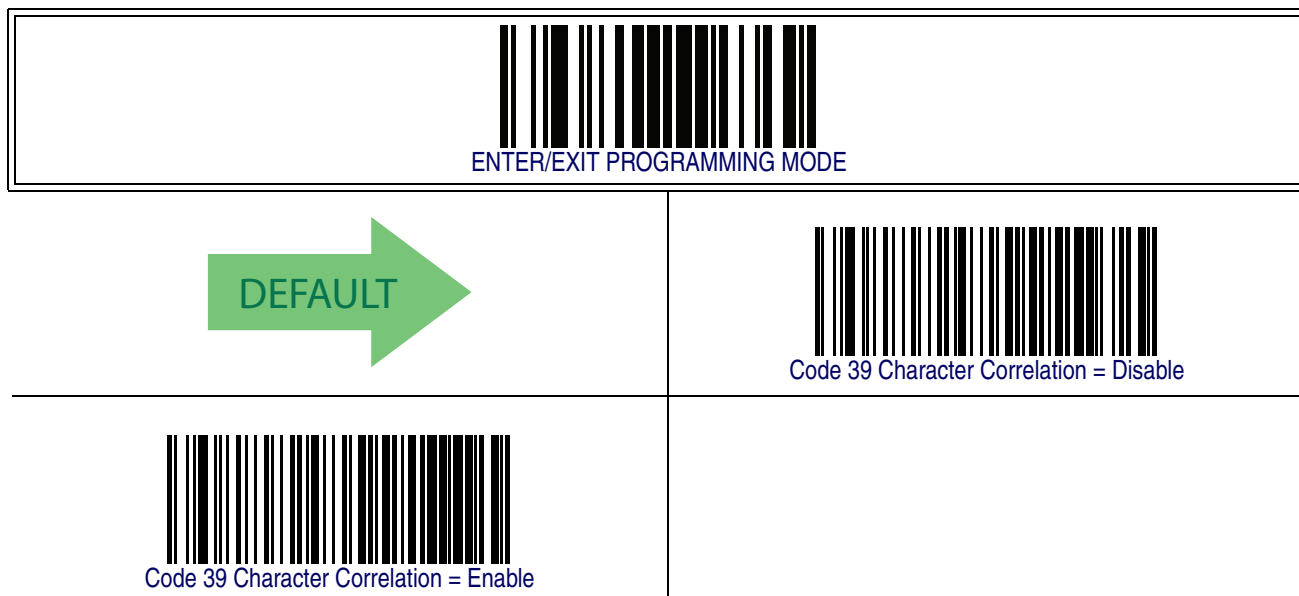 ENTER/EXIT PROGRAMMING MODE
DEFAULT
Code 39 Character Correlation = Disable
Code 39 Character Correlation = Enable